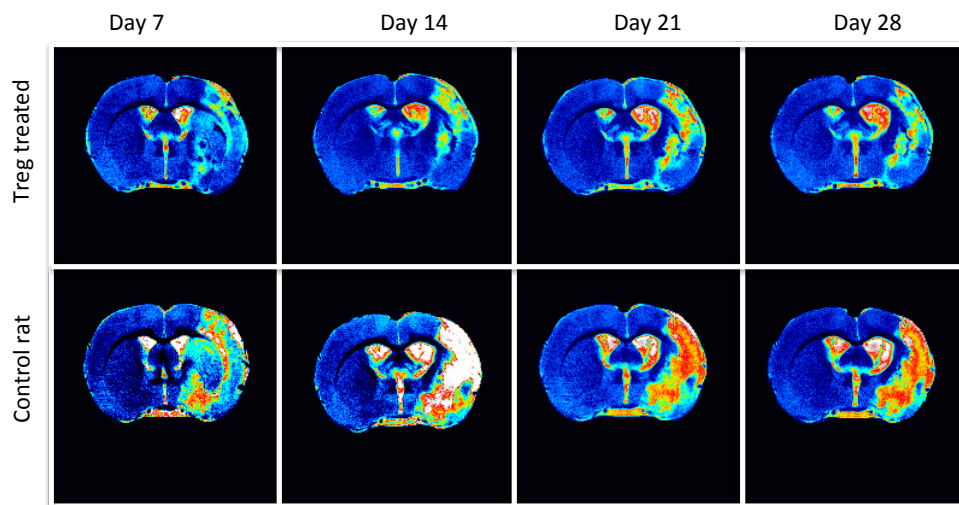 Day 7
Day 14
Day 21
Day 28
Treg treated
Control rat